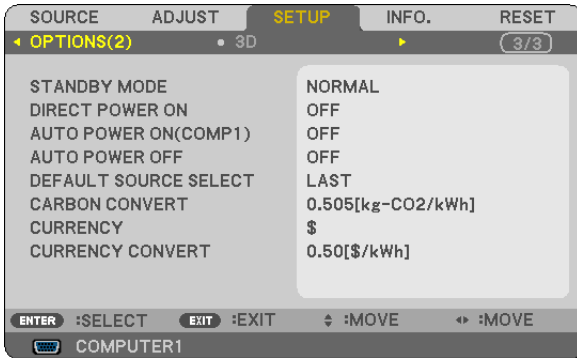 SOURCE ADJUST SETUP INFO. RESET
OPTIONS(2) 3D 3/3
STANDBY MODE NORMAL
DIRECT POWER ON OFF
AUTO POWER ON(COMP1) OFF
AUTO POWER OFF OFF
DEFAULT SOURCE SELECT LAST
CARBON CONVERT 0.505[kg-CO2/kWh]
CURRENCY $
CURRENCY CONVERT 0.50[$/kWh]
ENTER :SELECT EXIT :EXIT :MOVE :MOVE
COMPUTER1